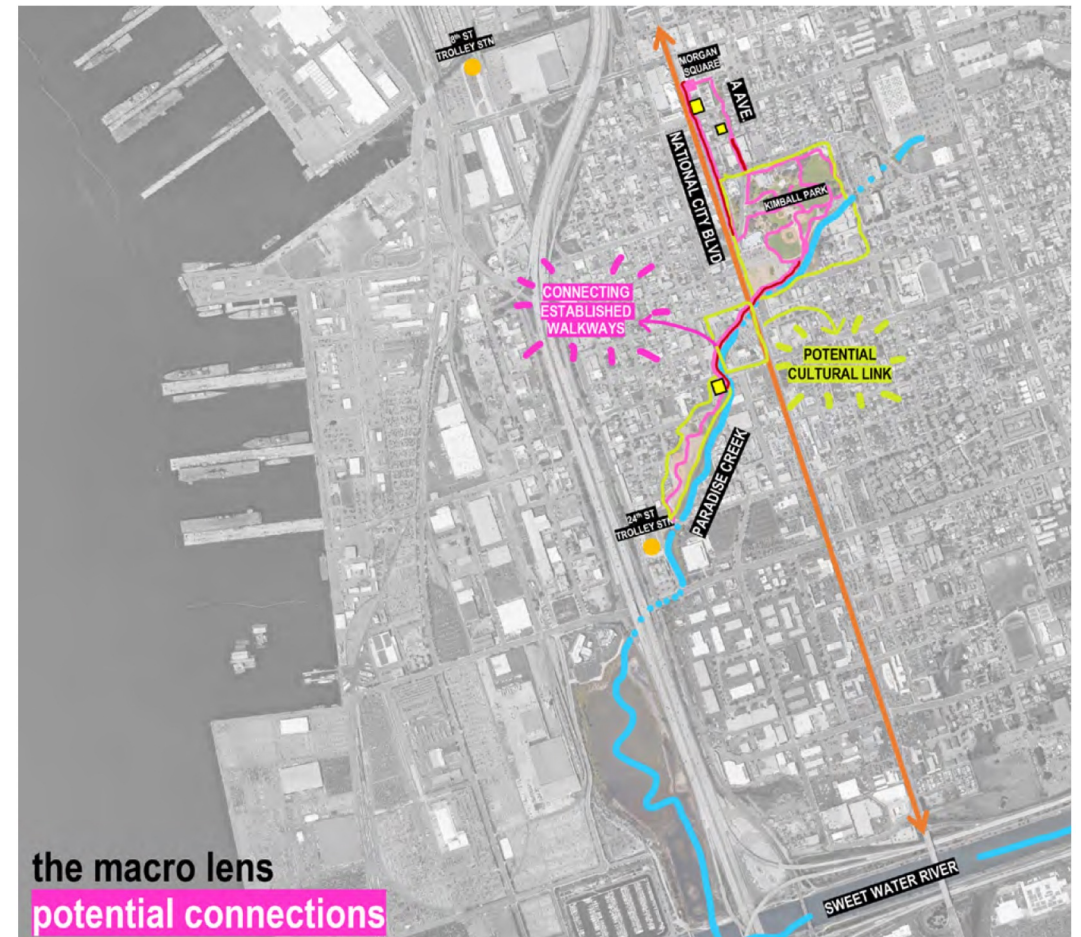 8th ST
TROLLEY STN
MORGAN
SQUARE
A AVE.
NATIONAL CITY BLVD
KIMBALL PARK
CONNECTING
ESTABLISHED
WALKWAYS
POTENTIAL
CULTURAL LINK
PARADISE CREEK
24th ST
TROLLEY STN
SWEET WATER RIVER
the macro lens
potential connections